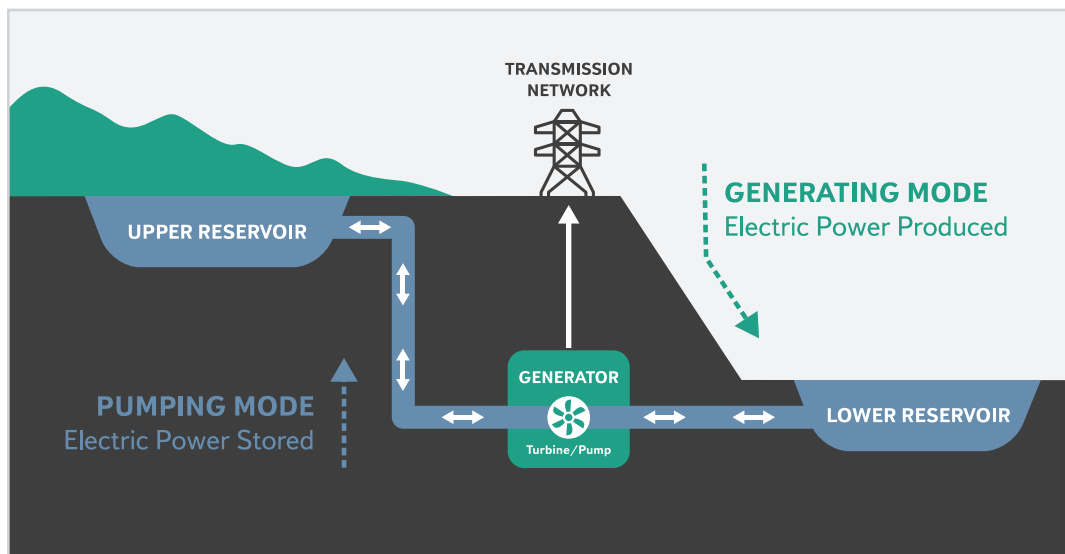 TRANSMISSION
NETWORK
GENERATING MODE
Electric Power Produced
UPPER RESERVOIR
GENERATOR
Turbine/Pump
PUMPING MODE
Electric Power Stored
LOWER RESERVOIR